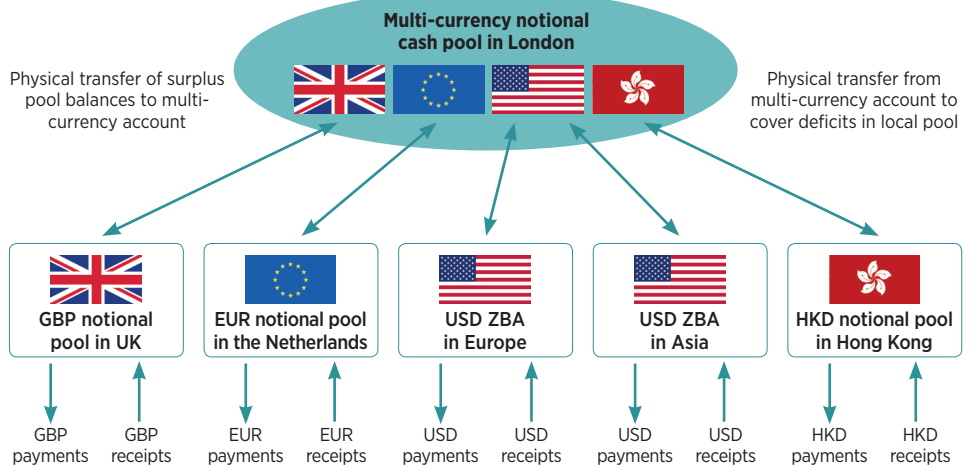 Multi-currency notional
cash pool in London
Physical transfer of surplus
pool balances to multi-
currency account
Physical transfer from
multi-currency account to
cover deficits in local pool
GBP notional
pool in UK
EUR notional pool
in the Netherlands
USD ZBA
in Europe
USD ZBA
in Asia
HKD notional pool
in Hong Kong
GBP
payments
GBP
receipts
EUR
payments
EUR
receipts
USD
payments
USD
receipts
USD
payments
USD
receipts
HKD
payments
HKD
receipts